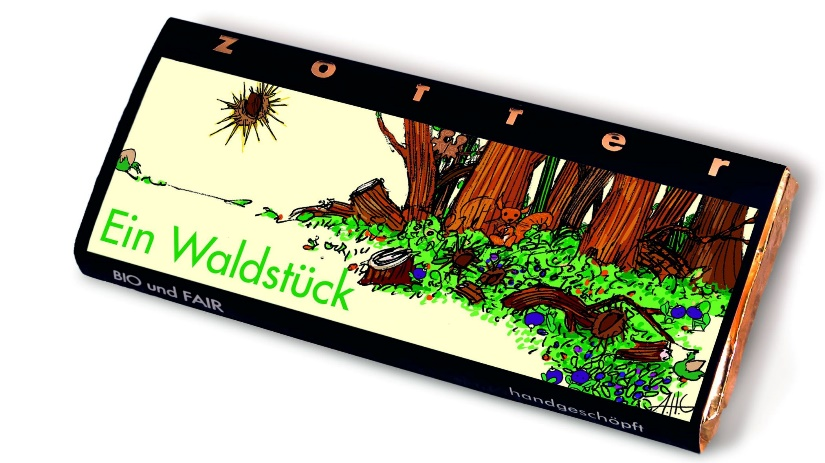 zotter
Ein Waldstück
BIO und FAIR
handgeschöpft